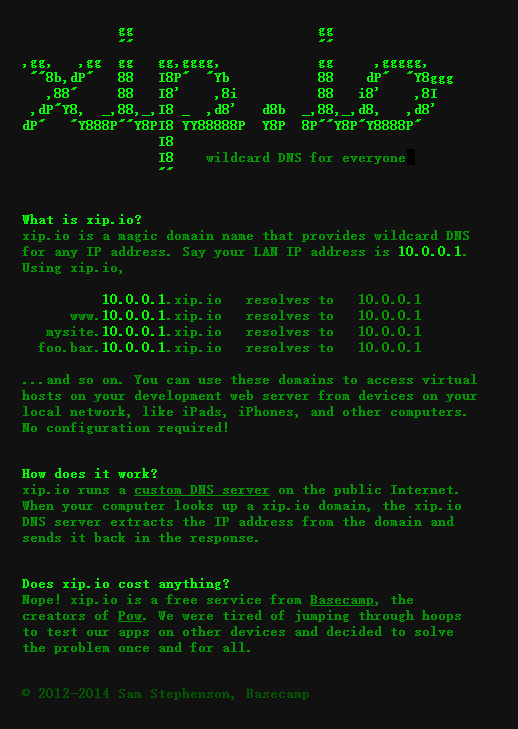 wildcard DNS for everyone
What is xip.io?
xip.io is a magic domain name that provides wildcard DNS
for any IP address. Say your LAN IP address is 10.0.0.1.
Using xip.io,
10.0.0.1.xip.io resolves to 10.0.0.1
www.10.0.0.1.xip.io resolves to 10.0.0.1
mysite.10.0.0.1.xip.io resolves to 10.0.0.1
foo.bar.10.0.0.1.xip.io resolves to 10.0.0.1
...and so on. You can use these domains to access virtual
hosts on your development web server from devices on your
local network, like iPads, iPhones, and other computers.
No configuration required!
How does it work?
xip.io runs a custom DNS server on the public Internet.
When your computer looks up a xip.io domain, the xip.io
DNS server extracts the IP address from the domain and
sends it back in the response.
Does xip.io cost anything?
Nope! xip.io is a free service from Basecamp, the
creators of Pow. We were tired of jumping through hoops
to test our apps on other devices and decided to solve
the problem once and for all.
© 2012-2014 Sam Stephenson, Basecamp